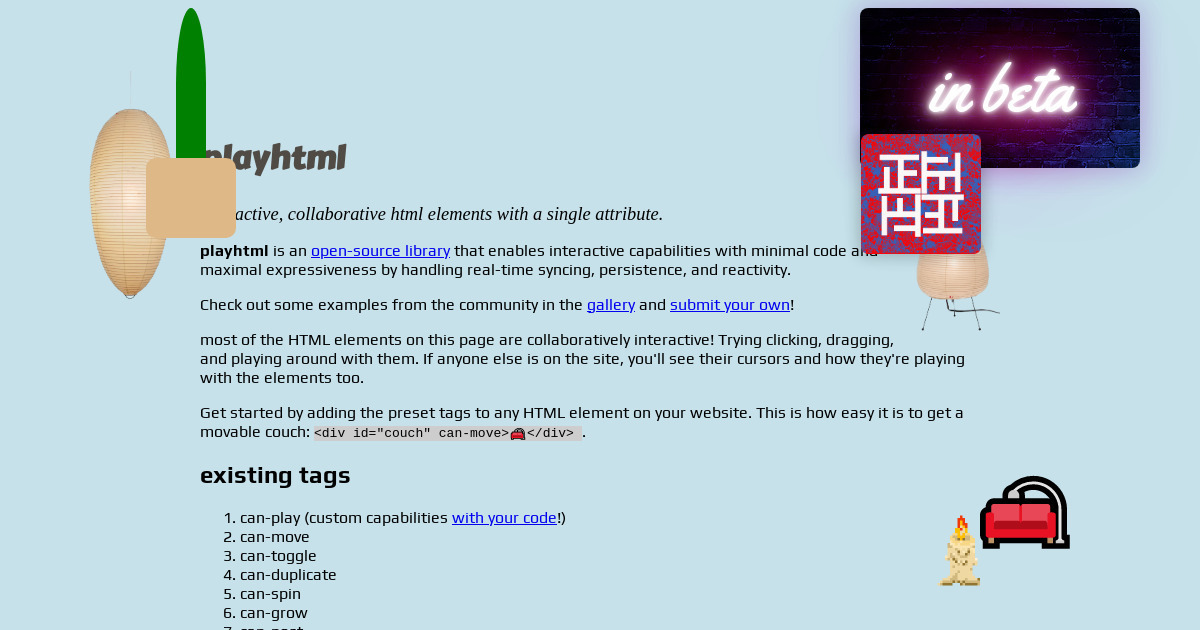 in beta
playhtml
active, collaborative html elements with a single attribute.
playhtml is an open-source library that enables interactive capabilities with minimal code and
maximal expressiveness by handling real-time syncing, persistence, and reactivity.
Check out some examples from the community in the gallery and submit your own!
most of the HTML elements on this page are collaboratively interactive! Trying clicking, dragging,
and playing around with them. If anyone else is on the site, you'll see their cursors and how they're playing
with the elements too.
Get started by adding the preset tags to any HTML element on your website. This is how easy it is to get a
movable couch: <div id="couch" can-move>🛋</div> .
existing tags
1. can-play (custom capabilities with your code!)
2. can-move
3. can-toggle
4. can-duplicate
5. can-spin
6. can-grow